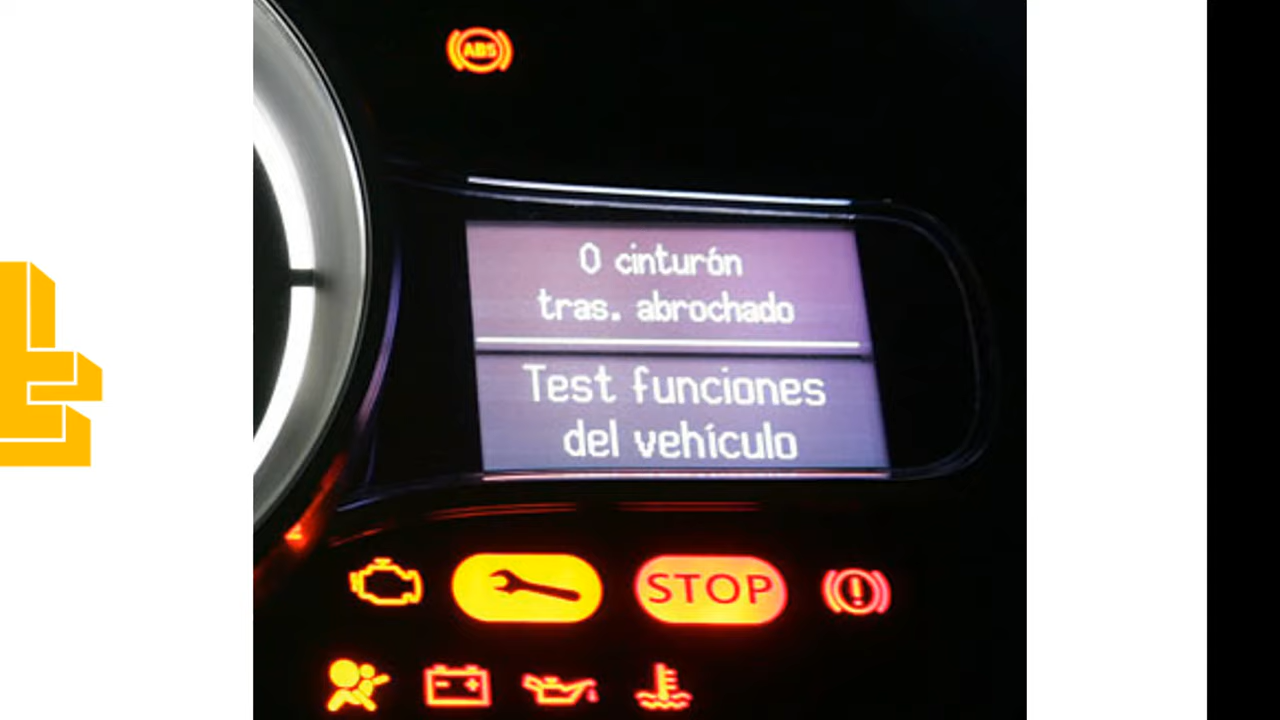 ABS
0 cinturón
tras. abrochado
Test funciones
del vehículo
STOP